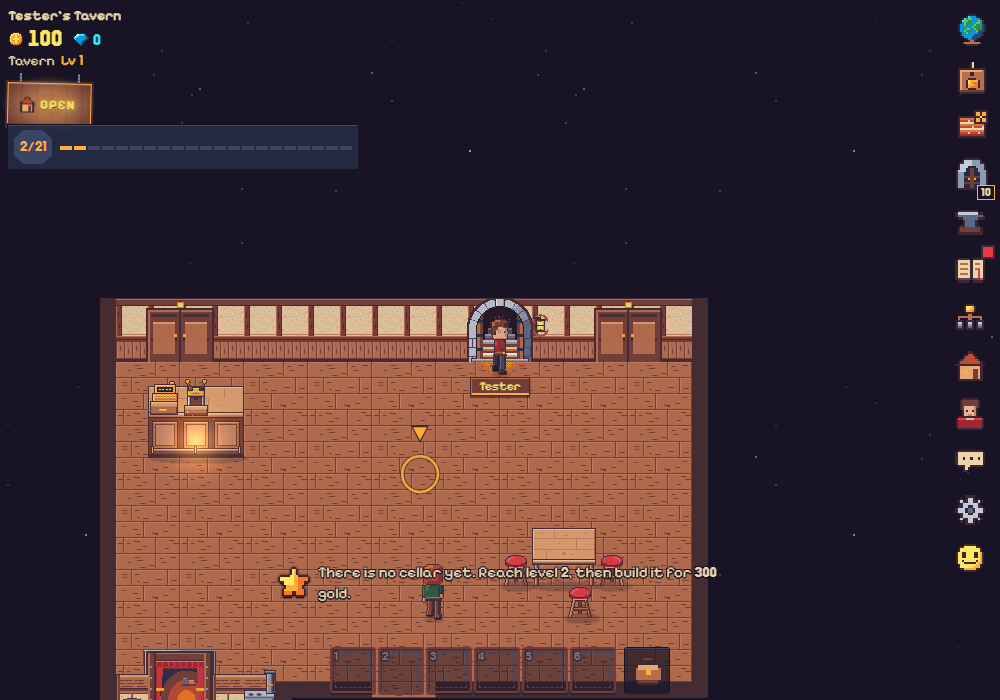 Tester's Tavern
100 0
Tavern Lv 1
OPEN
2/21
10
Tester
There is no cellar yet. Reach level 2, then build it for 300
gold.
1 2 3 4 5 6